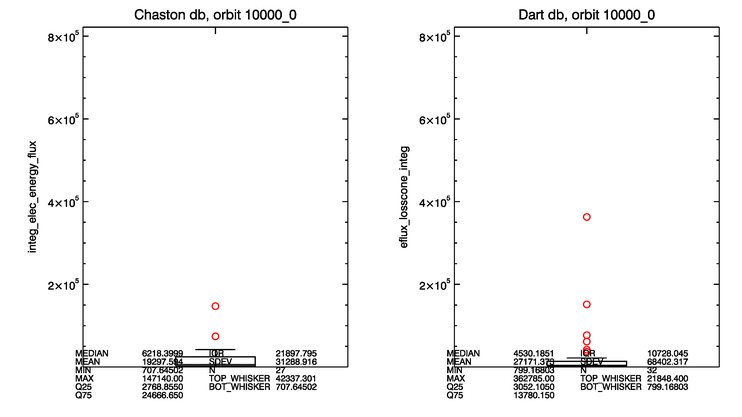 Chaston db, orbit 10000_0
8×10^5
6×10^5
4×10^5
2×10^5
integ_elec_energy_flux
MEDIAN 6218.3999 IQR 21897.795
MEAN 19297.594 SDEV 31288.916
MIN 707.64502 N 27
MAX 147140.00 TOP_WHISKER 42337.301
Q25 2768.8550 BOT_WHISKER 707.64502
Q75 24666.650
Dart db, orbit 10000_0
8×10^5
6×10^5
4×10^5
2×10^5
eflux_losscone_integ
MEDIAN 4530.1851 IQR 10728.045
MEAN 27171.373 SDEV 68402.317
MIN 799.16803 N 32
MAX 362785.00 TOP_WHISKER 21848.400
Q25 3052.1050 BOT_WHISKER 799.16803
Q75 13780.150